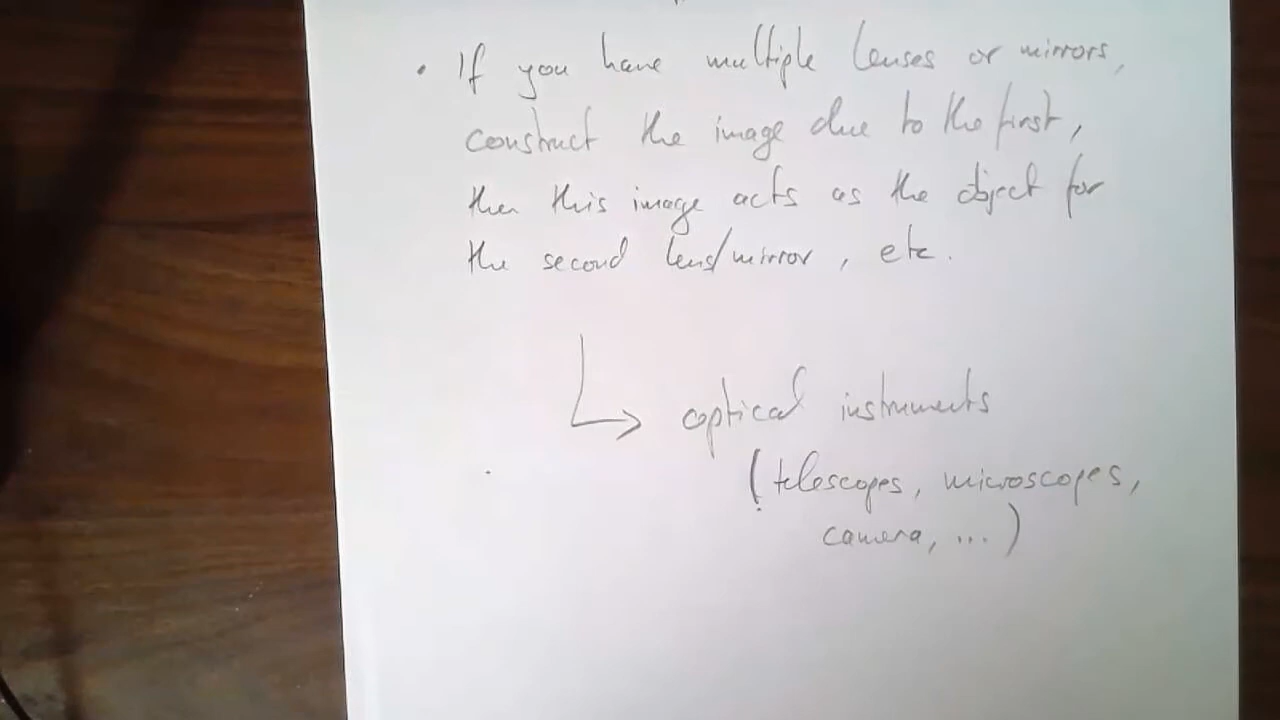 • If you have multiple lenses or mirrors,
construct the image due to the first,
then this image acts as the object for
the second lens/mirror, etc.
↳ optical instruments
(telescopes, microscopes,
camera, ...)